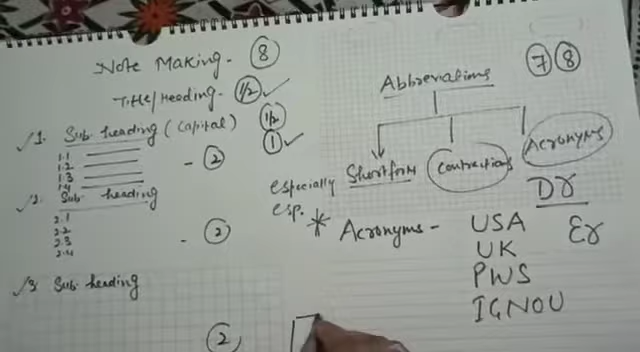 Note Making - 8
Title/Heading - 1/2
1. Sub heading (Capital) 1/2
1
1.1
1.2
1.3
1.4
- 2
2. Sub heading
2.1
2.2
2.3
2.4
- 2
3. Sub heading
2
7 8
Abbreviations
Shortform Contractions Acronyms
especially
esp.
Dr
Er
* Acronyms - USA
UK
PWS
IGNOU